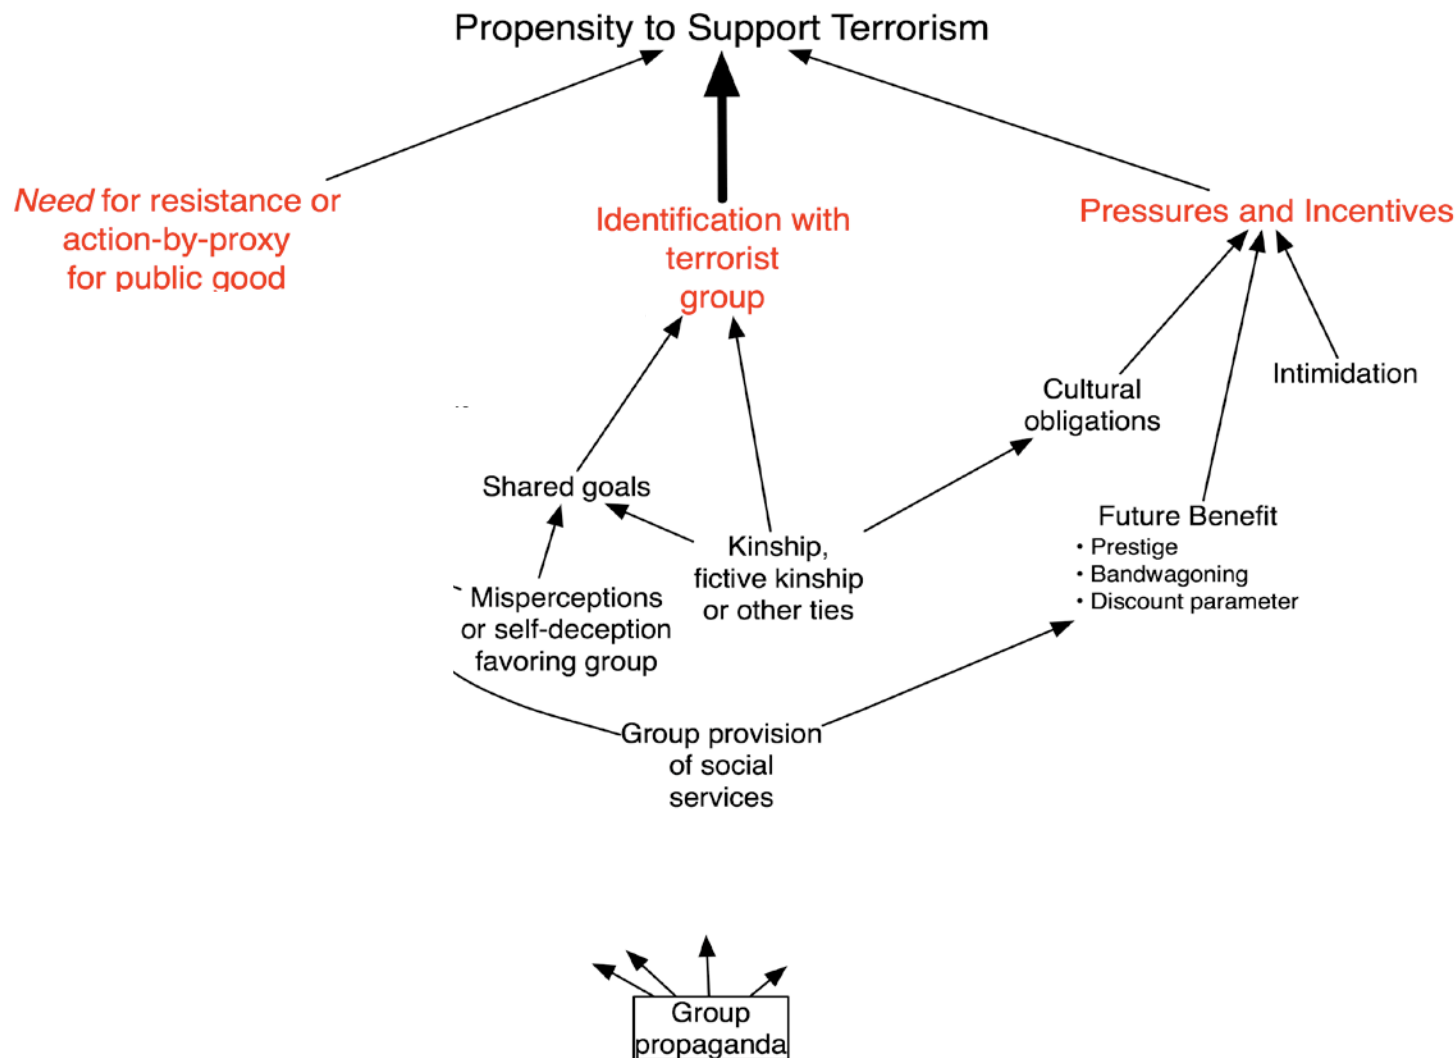 Propensity to Support Terrorism
Need for resistance or
action-by-proxy
for public good
Identification with
terrorist
group
Pressures and Incentives
Cultural
obligations
Intimidation
Shared goals
Kinship,
fictive kinship
or other ties
Future Benefit
• Prestige
• Bandwagoning
• Discount parameter
Misperceptions
or self-deception
favoring group
Group provision
of social
services
Group
propaganda